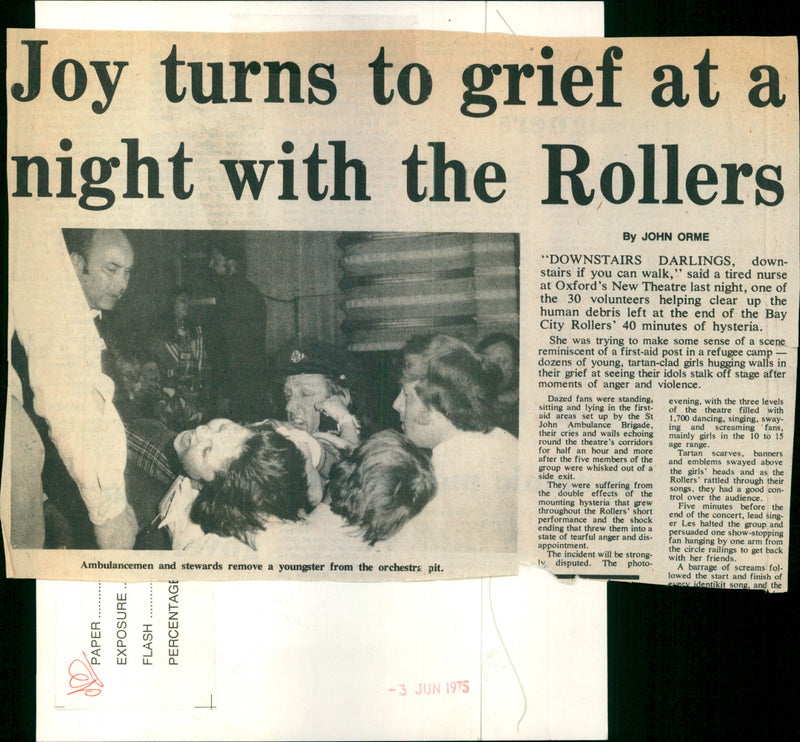 Joy turns to grief at a
night with the Rollers
By JOHN ORME
"DOWNSTAIRS DARLINGS, down-
stairs if you can walk," said a tired nurse
at Oxford's New Theatre last night, one of
the 30 volunteers helping clear up the
human debris left at the end of the Bay
City Rollers' 40 minutes of hysteria.
She was trying to make some sense of a scene
reminiscent of a first-aid post in a refugee camp —
dozens of young, tartan-clad girls hugging walls in
their grief at seeing their idols stalk off stage after
moments of anger and violence.
Dazed fans were standing,
sitting and lying in the first-
aid areas set up by the St
John Ambulance Brigade,
their cries and wails echoing
round the theatre's corridors
for half an hour and more
after the five members of the
group were whisked out of a
side exit.
They were suffering from
the double effects of the
mounting hysteria that grew
throughout the Rollers' short
performance and the shock
ending that threw them into a
state of tearful anger and dis-
appointment.
The incident will be strong-
ly disputed. The photo-
evening, with the three levels
of the theatre filled with
1,700 dancing, singing, sway-
ing and screaming fans,
mainly girls in the 10 to 15
age range.
Tartan scarves, banners
and emblems swayed above
the girls' heads and as the
Rollers' rattled through their
songs, they had a good con-
trol over the audience.
Five minutes before the
end of the concert, lead sing-
er Les halted the group and
persuaded one show-stopping
fan hanging by one arm from
the circle railings to get back
with her friends.
A barrage of screams fol-
lowed the start and finish of
every identikit song, and the
Ambulancemen and stewards remove a youngster from the orchestra pit.
PAPER
EXPOSURE
FLASH
PERCENTAGE
-3 JUN 1975